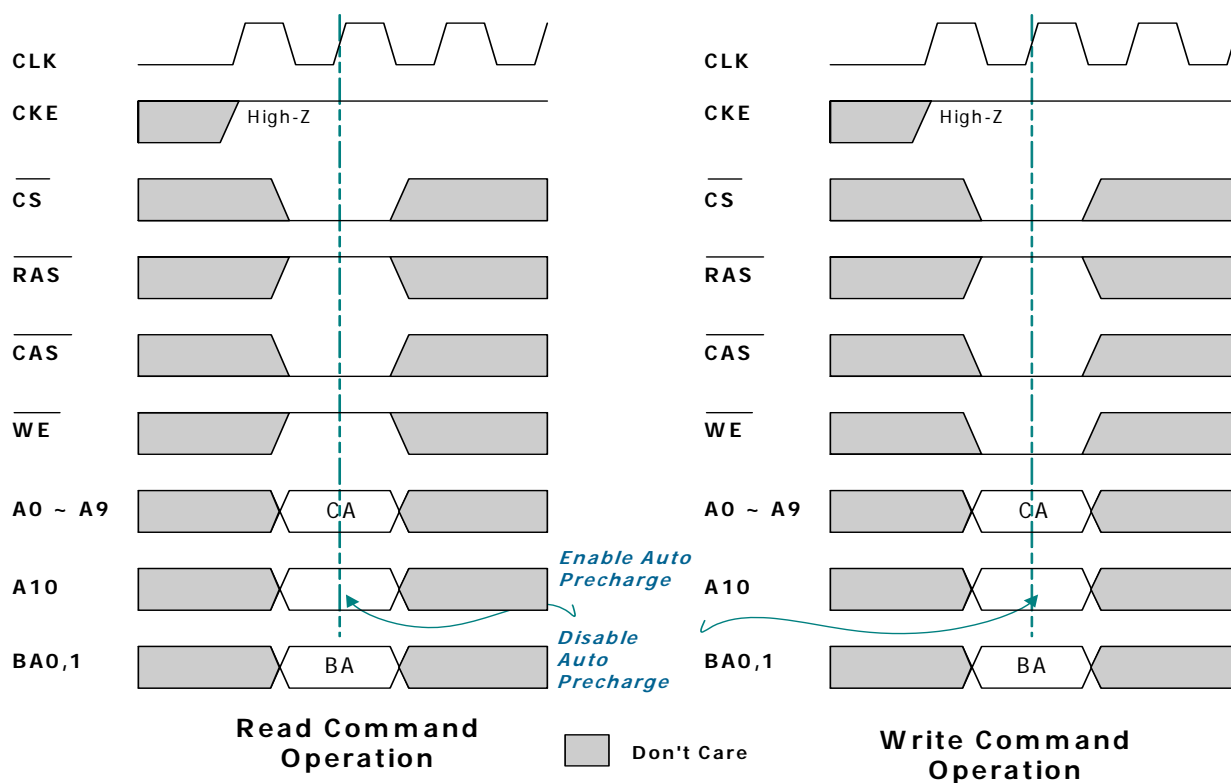 CLK
CKE
High-Z
CS
RAS
CAS
WE
A0 ~ A9
CA
A10
BA0,1
BA
Read Command
Operation
Enable Auto
Precharge
Disable
Auto
Precharge
Don't Care
CLK
CKE
High-Z
CS
RAS
CAS
WE
A0 ~ A9
CA
A10
BA0,1
BA
Write Command
Operation